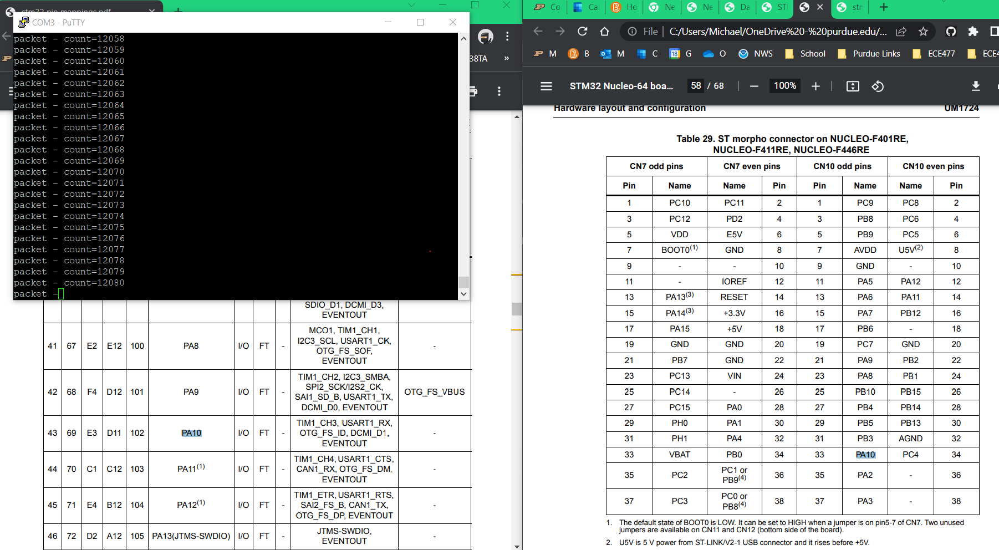 stm32 pin mappings.pdf
COM3 - PuTTY
packet - count=12058
packet - count=12059
packet - count=12060
packet - count=12061
packet - count=12062
packet - count=12063
packet - count=12064
packet - count=12065
packet - count=12066
packet - count=12067
packet - count=12068
packet - count=12069
packet - count=12070
packet - count=12071
packet - count=12072
packet - count=12073
packet - count=12074
packet - count=12075
packet - count=12076
packet - count=12077
packet - count=12078
packet - count=12079
packet - count=12080
packet -
38TA »
SDIO_D1, DCMI_D3,
EVENTOUT
41 67 E2 E12 100 PA8 I/O FT - MCO1, TIM1_CH1, -
I2C3_SCL, USART1_CK,
OTG_FS_SOF,
EVENTOUT
42 68 F4 D12 101 PA9 I/O FT - TIM1_CH2, I2C3_SMBA, OTG_FS_VBUS
SPI2_SCK/I2S2_CK,
SAI1_SD_B, USART1_TX,
DCMI_D0, EVENTOUT
43 69 E3 D11 102 PA10 I/O FT - TIM1_CH3, USART1_RX, -
OTG_FS_ID, DCMI_D1,
EVENTOUT
44 70 C1 C12 103 PA11(1) I/O FT - TIM1_CH4, USART1_CTS, -
CAN1_RX, OTG_FS_DM,
EVENTOUT
45 71 E4 B12 104 PA12(1) I/O FT - TIM1_ETR, USART1_RTS, -
SAI2_FS_B, CAN1_TX,
OTG_FS_DP, EVENTOUT
46 72 D2 A12 105 PA13(JTMS-SWDIO) I/O FT - JTMS-SWDIO, -
EVENTOUT
Co Cal Ho Ne Ne Da ST stm
File C:/Users/Michael/OneDrive%20-%20purdue.edu/...
M B M C 18 G O NWS School Purdue Links ECE477 ECE4
STM32 Nucleo-64 boa... 58 / 68 100%
Hardware layout and configuration UM1724
Table 29. ST morpho connector on NUCLEO-F401RE,
NUCLEO-F411RE, NUCLEO-F446RE
CN7 odd pins CN7 even pins CN10 odd pins CN10 even pins
Pin Name Name Pin Pin Name Name Pin
1 PC10 PC11 2 1 PC9 PC8 2
3 PC12 PD2 4 3 PB8 PC6 4
5 VDD E5V 6 5 PB9 PC5 6
7 BOOT0(1) GND 8 7 AVDD U5V(2) 8
9 - - 10 9 GND - 10
11 - IOREF 12 11 PA5 PA12 12
13 PA13(3) RESET 14 13 PA6 PA11 14
15 PA14(3) +3.3V 16 15 PA7 PB12 16
17 PA15 +5V 18 17 PB6 - 18
19 GND GND 20 19 PC7 GND 20
21 PB7 GND 22 21 PA9 PB2 22
23 PC13 VIN 24 23 PA8 PB1 24
25 PC14 - 26 25 PB10 PB15 26
27 PC15 PA0 28 27 PB4 PB14 28
29 PH0 PA1 30 29 PB5 PB13 30
31 PH1 PA4 32 31 PB3 AGND 32
33 VBAT PB0 34 33 PA10 PC4 34
35 PC2 PC1 or PB9(4) 36 35 PA2 - 36
37 PC3 PC0 or PB8(4) 38 37 PA3 - 38
1. The default state of BOOT0 is LOW. It can be set to HIGH when a jumper is on pin5-7 of CN7. Two unused
jumpers are available on CN11 and CN12 (bottom side of the board).
2. U5V is 5 V power from ST-LINK/V2-1 USB connector and it rises before +5V.